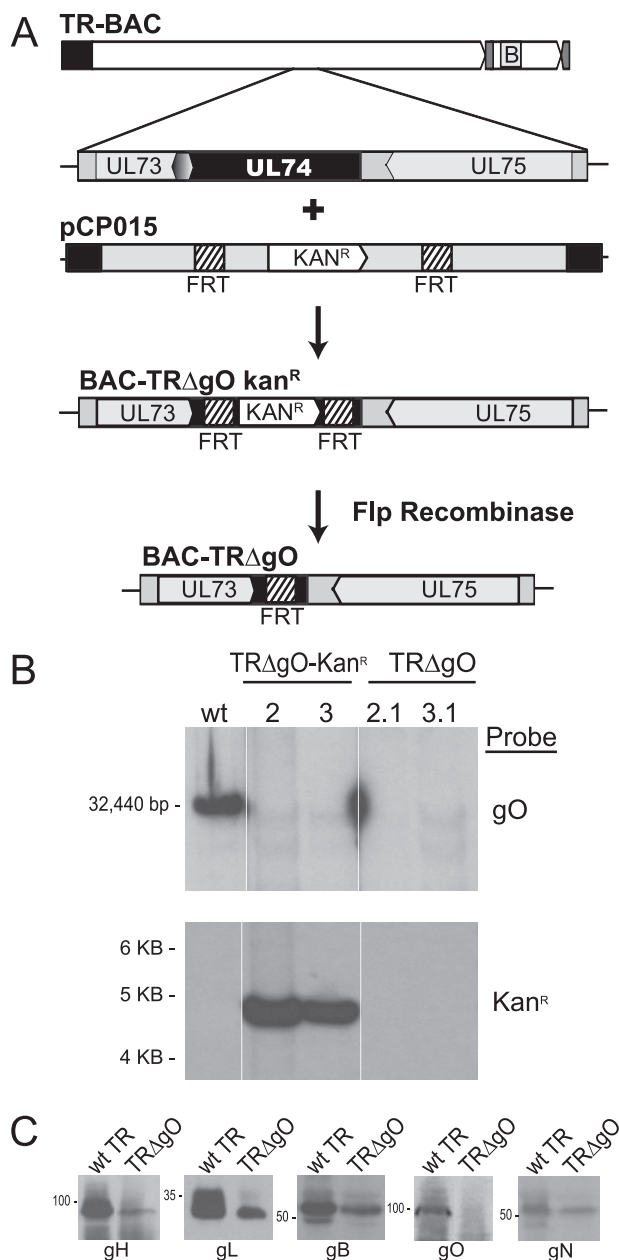 A
TR-BAC
B
UL73 UL74 UL75
+
pCP015
KANᴿ
FRT FRT
BAC-TRΔgO kanᴿ
UL73 KANᴿ UL75
FRT FRT
Flp Recombinase
BAC-TRΔgO
UL73 UL75
FRT
B
TRΔgO-Kanᴿ TRΔgO
wt 2 3 2.1 3.1
Probe
32,440 bp - gO
6 KB -
5 KB - Kanᴿ
4 KB -
C
wt TR TRΔgO wt TR TRΔgO wt TR TRΔgO wt TR TRΔgO wt TR TRΔgO
100 35 50 100 50
gH gL gB gO gN